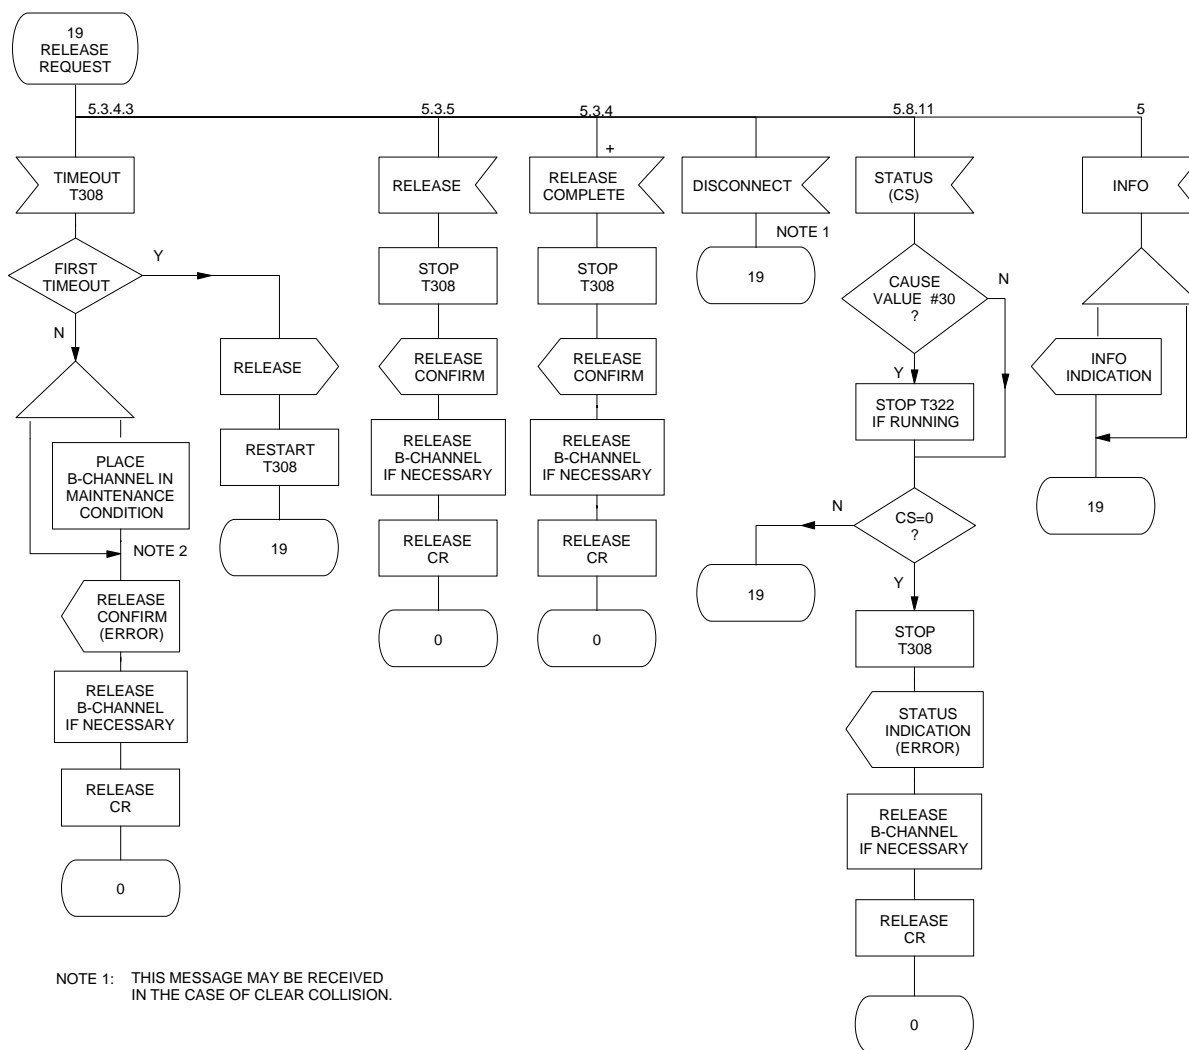 19
RELEASE
REQUEST
5.3.4.3
5.3.5
5.3.4
5.8.11
5
+
TIMEOUT
T308
RELEASE
RELEASE
COMPLETE
DISCONNECT
STATUS
(CS)
INFO
NOTE 1
FIRST
TIMEOUT
Y
N
STOP
T308
STOP
T308
19
CAUSE
VALUE #30
?
N
Y
RELEASE
RELEASE
CONFIRM
RELEASE
CONFIRM
INFO
INDICATION
STOP T322
IF RUNNING
PLACE
B-CHANNEL IN
MAINTENANCE
CONDITION
RESTART
T308
RELEASE
B-CHANNEL
IF NECESSARY
RELEASE
B-CHANNEL
IF NECESSARY
N
CS=0
?
Y
19
NOTE 2
19
RELEASE
CR
RELEASE
CR
19
RELEASE
CONFIRM
(ERROR)
0
0
STOP
T308
RELEASE
B-CHANNEL
IF NECESSARY
STATUS
INDICATION
(ERROR)
RELEASE
CR
RELEASE
B-CHANNEL
IF NECESSARY
0
RELEASE
CR
NOTE 1: THIS MESSAGE MAY BE RECEIVED
IN THE CASE OF CLEAR COLLISION.
0